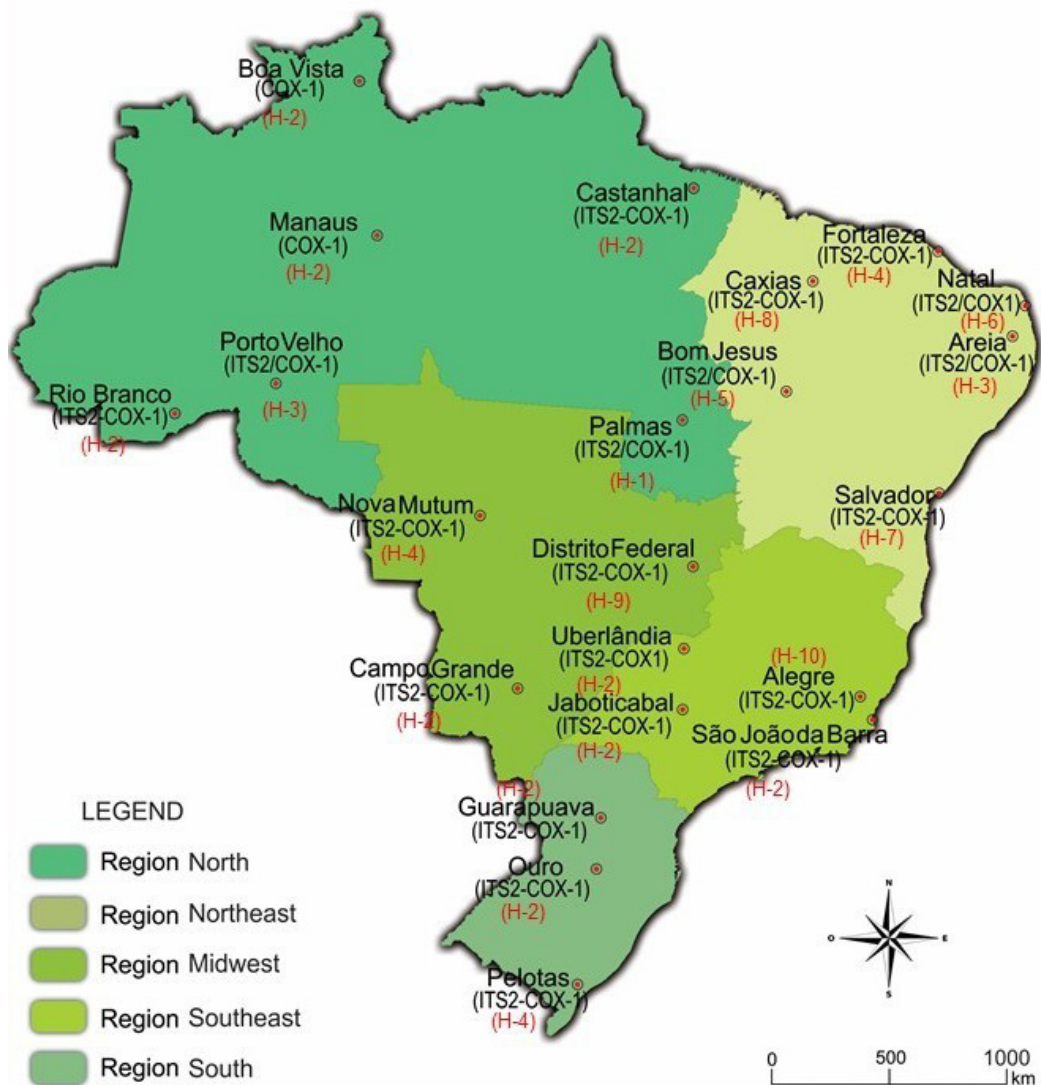 Boa Vista
(COX-1)
(H-2)
Castanhal
(ITS2-COX-1)
(H-2)
Manaus
(COX-1)
(H-2)
Fortaleza
(ITS2-COX-1)
(H-4)
Caxias
(ITS2-COX-1)
(H-8)
Natal
(ITS2/COX1)
(H-6)
Areia
(ITS2/COX-1)
(H-3)
Porto Velho
(ITS2/COX-1)
(H-3)
Bom Jesus
(ITS2/COX-1)
(H-5)
Rio Branco
(ITS2-COX-1)
(H-2)
Palmas
(ITS2/COX-1)
(H-1)
Nova Mutum
(ITS2-COX-1)
(H-4)
Salvador
(ITS2-COX-1)
(H-7)
Distrito Federal
(ITS2-COX-1)
(H-9)
Uberlândia
(ITS2-COX1)
(H-2)
Campo Grande
(ITS2-COX-1)
(H-2)
(H-10)
Alegre
(ITS2-COX-1)
Jaboticabal
(ITS2-COX-1)
(H-2)
São João da Barra
(ITS2-COX-1)
(H-2)
(H-2)
Guarapuava
(ITS2-COX-1)
Ouro
(ITS2-COX-1)
(H-2)
Pelotas
(ITS2-COX-1)
(H-4)
LEGEND
Region North
Region Northeast
Region Midwest
Region Southeast
Region South
N
O E
S
0 500 1000
km